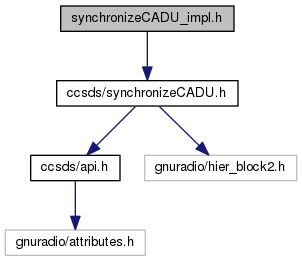 synchronizeCADU_impl.h
ccsds/synchronizeCADU.h
ccsds/api.h
gnuradio/hier_block2.h
gnuradio/attributes.h